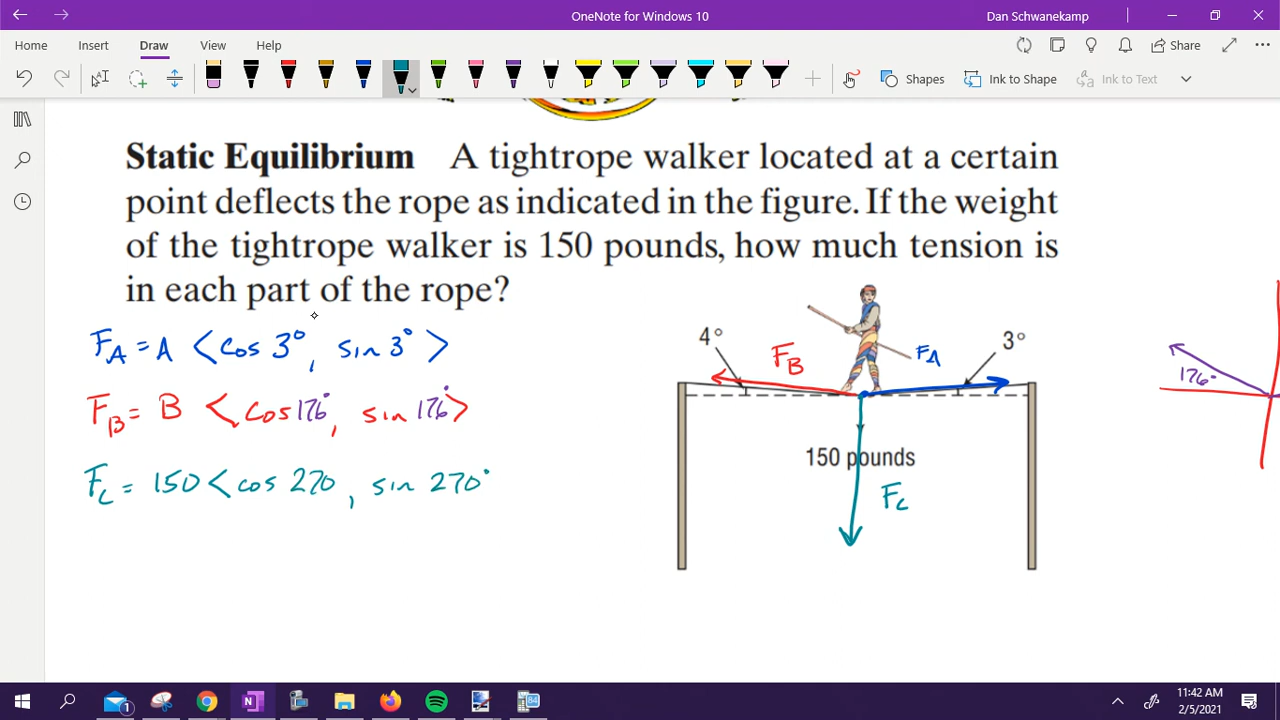 OneNote for Windows 10
Dan Schwanekamp
Home Insert Draw View Help
Share
Shapes Ink to Shape Ink to Text
Static Equilibrium A tightrope walker located at a certain
point deflects the rope as indicated in the figure. If the weight
of the tightrope walker is 150 pounds, how much tension is
in each part of the rope?
F_A = A <cos 3°, sin 3°>
F_B = B <cos 176°, sin 176°>
F_C = 150 <cos 270, sin 270°
4°
F_B
F_A
3°
150 pounds
F_C
176°
1
11:42 AM
2/5/2021